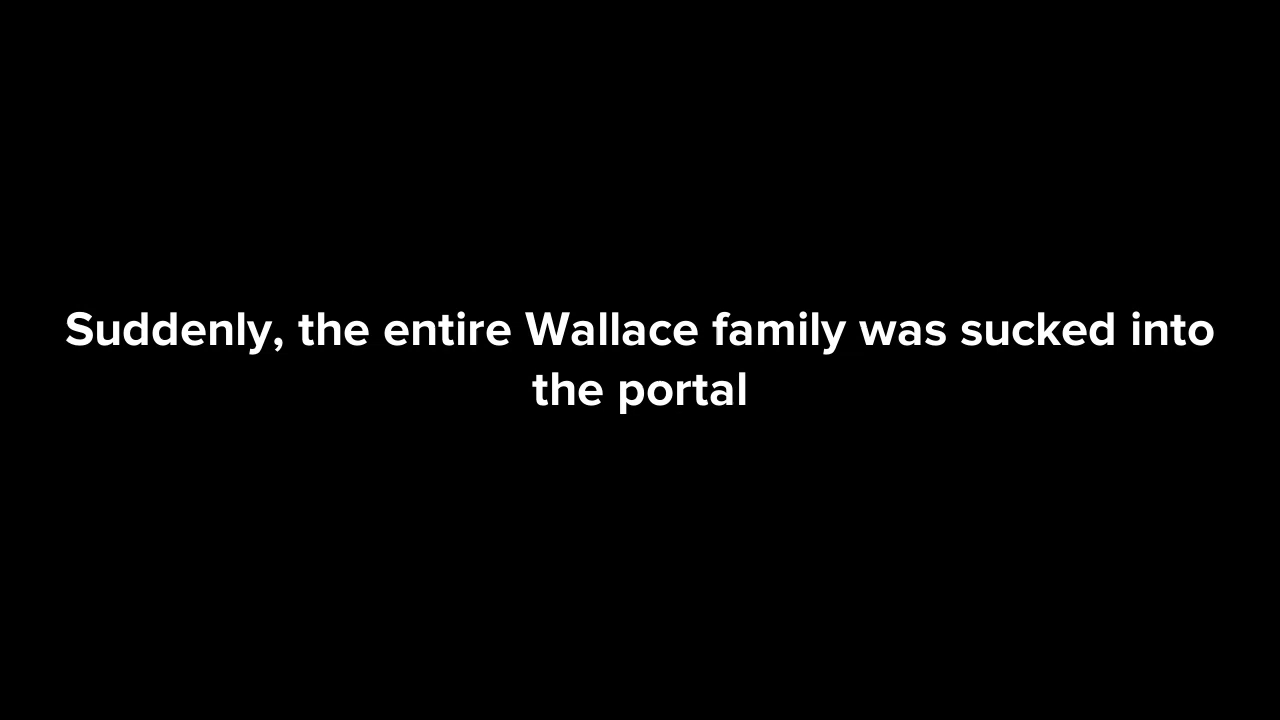 Suddenly, the entire Wallace family was sucked into
the portal